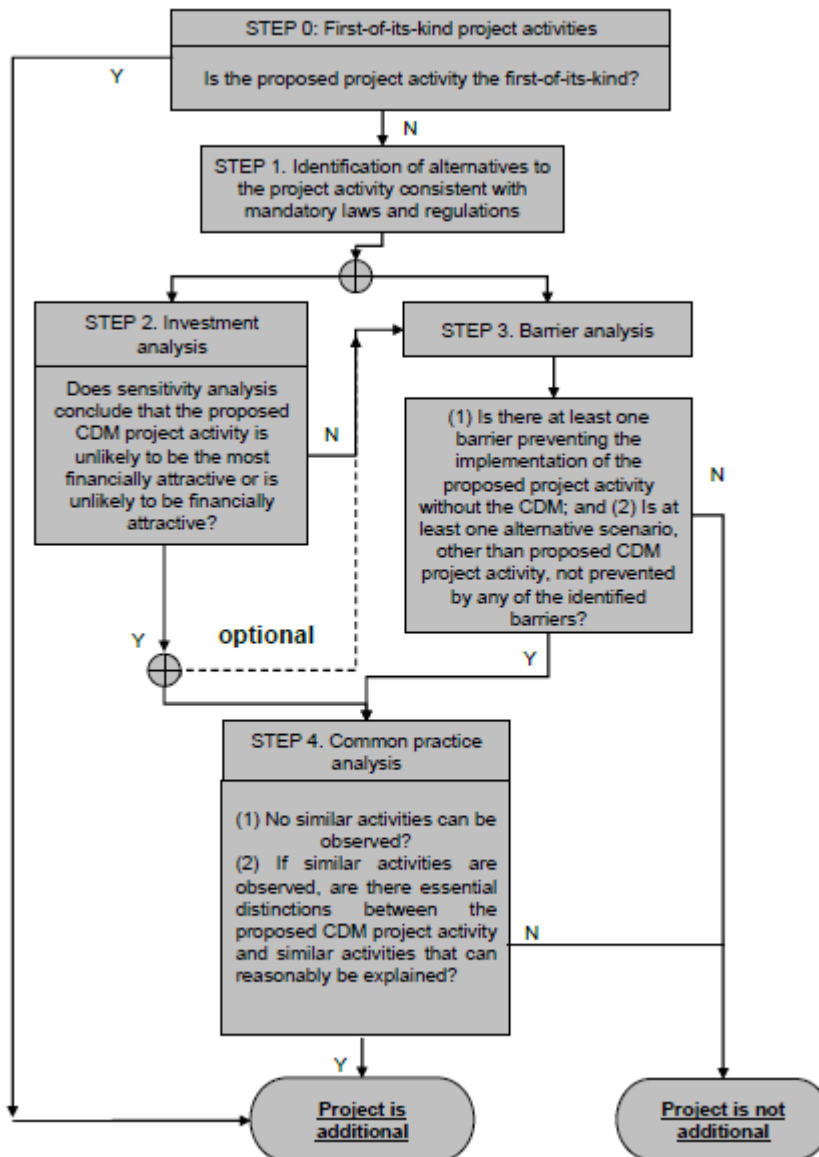 STEP 0: First-of-its-kind project activities
Y
Is the proposed project activity the first-of-its-kind?
N
STEP 1. Identification of alternatives to
the project activity consistent with
mandatory laws and regulations
STEP 2. Investment
analysis
STEP 3. Barrier analysis
Does sensitivity analysis
conclude that the proposed
CDM project activity is
unlikely to be the most
financially attractive or is
unlikely to be financially
attractive?
N
(1) Is there at least one
barrier preventing the
implementation of the
proposed project activity
without the CDM; and (2) Is at
least one alternative scenario,
other than proposed CDM
project activity, not prevented
by any of the identified
barriers?
N
Y
optional
Y
STEP 4. Common practice
analysis
(1) No similar activities can be
observed?
(2) If similar activities are
observed, are there essential
distinctions between the
proposed CDM project activity
and similar activities that can
reasonably be explained?
N
Y
Project is
additional
Project is not
additional